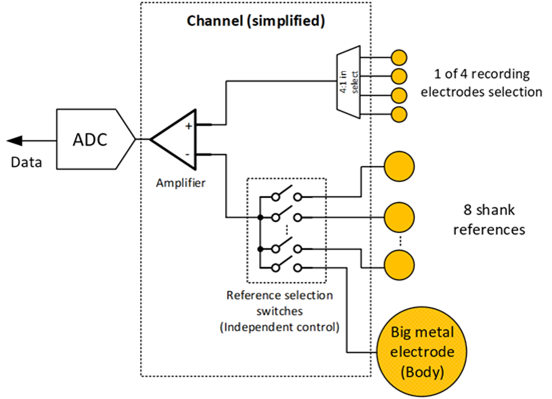 Channel (simplified)
4:1 in
select
1 of 4 recording
electrodes selection
+
-
ADC
Data
Amplifier
8 shank
references
Reference selection
switches
(Independent control)
Big metal
electrode
(Body)